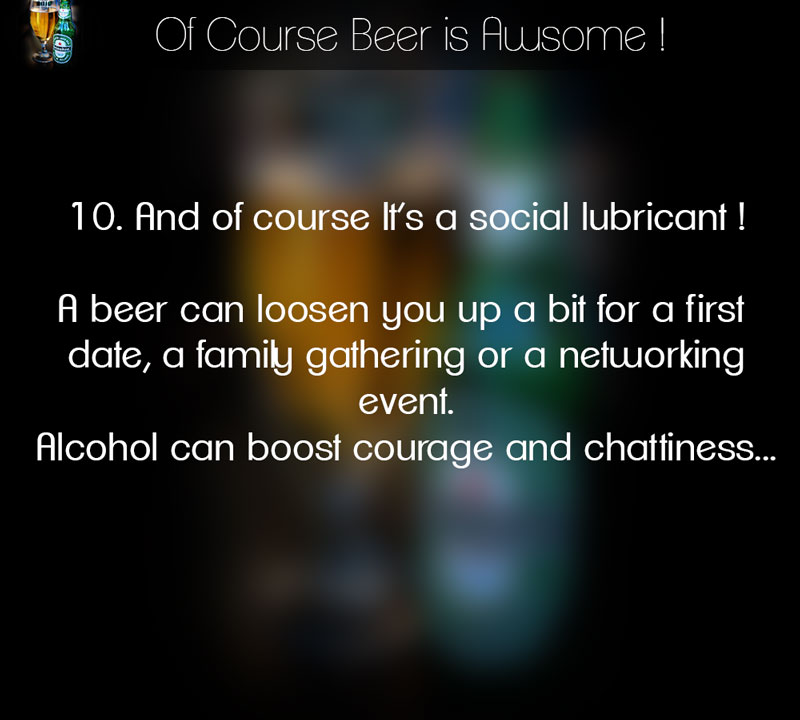 Of Course Beer is Awsome !
10. And of course It's a social lubricant !
A beer can loosen you up a bit for a first
date, a family gathering or a networking
event.
Alcohol can boost courage and chattiness...